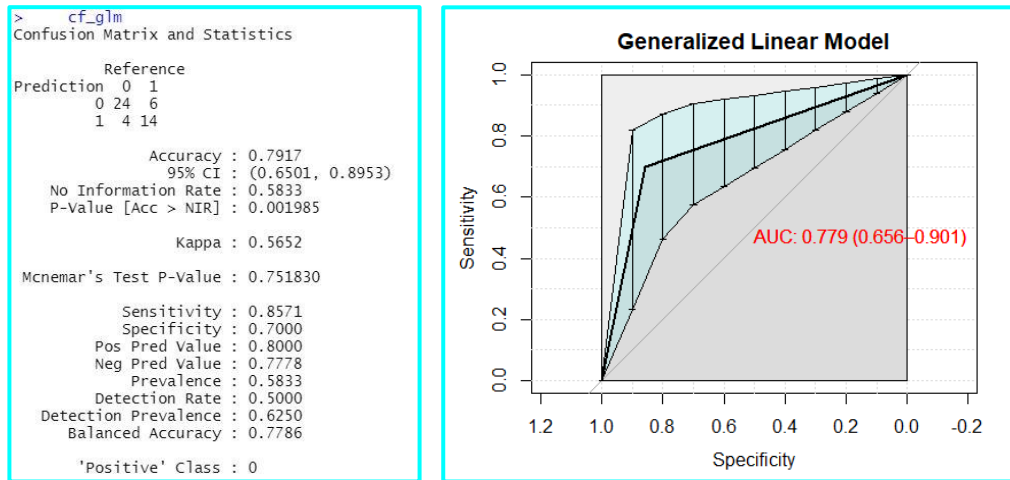 > cf_glm
Confusion Matrix and Statistics
Reference
Prediction 0 1
0 24 6
1 4 14
Accuracy : 0.7917
95% CI : (0.6501, 0.8953)
No Information Rate : 0.5833
P-Value [Acc > NIR] : 0.001985
Kappa : 0.5652
Mcnemar's Test P-Value : 0.751830
Sensitivity : 0.8571
Specificity : 0.7000
Pos Pred Value : 0.8000
Neg Pred Value : 0.7778
Prevalence : 0.5833
Detection Rate : 0.5000
Detection Prevalence : 0.6250
Balanced Accuracy : 0.7786
'Positive' Class : 0
Generalized Linear Model
Sensitivity
1.0
0.8
0.6
0.4
0.2
0.0
AUC: 0.779 (0.656–0.901)
1.2 1.0 0.8 0.6 0.4 0.2 0.0 -0.2
Specificity